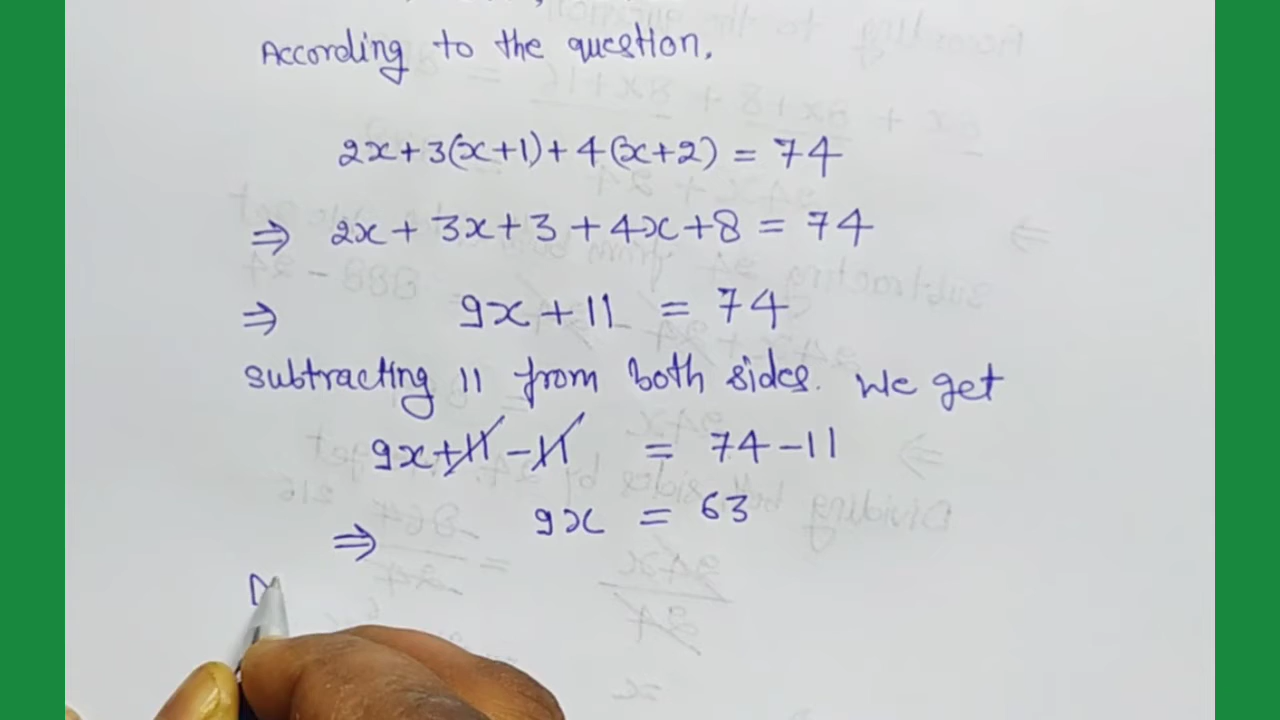 According to the question.
2x+3(x+1)+4(x+2) = 74
⇒ 2x+3x+3+4x+8 = 74
⇒ 9x+11 = 74
Subtracting 11 from both sides. We get
9x+11-11 = 74-11
⇒ 9x = 63